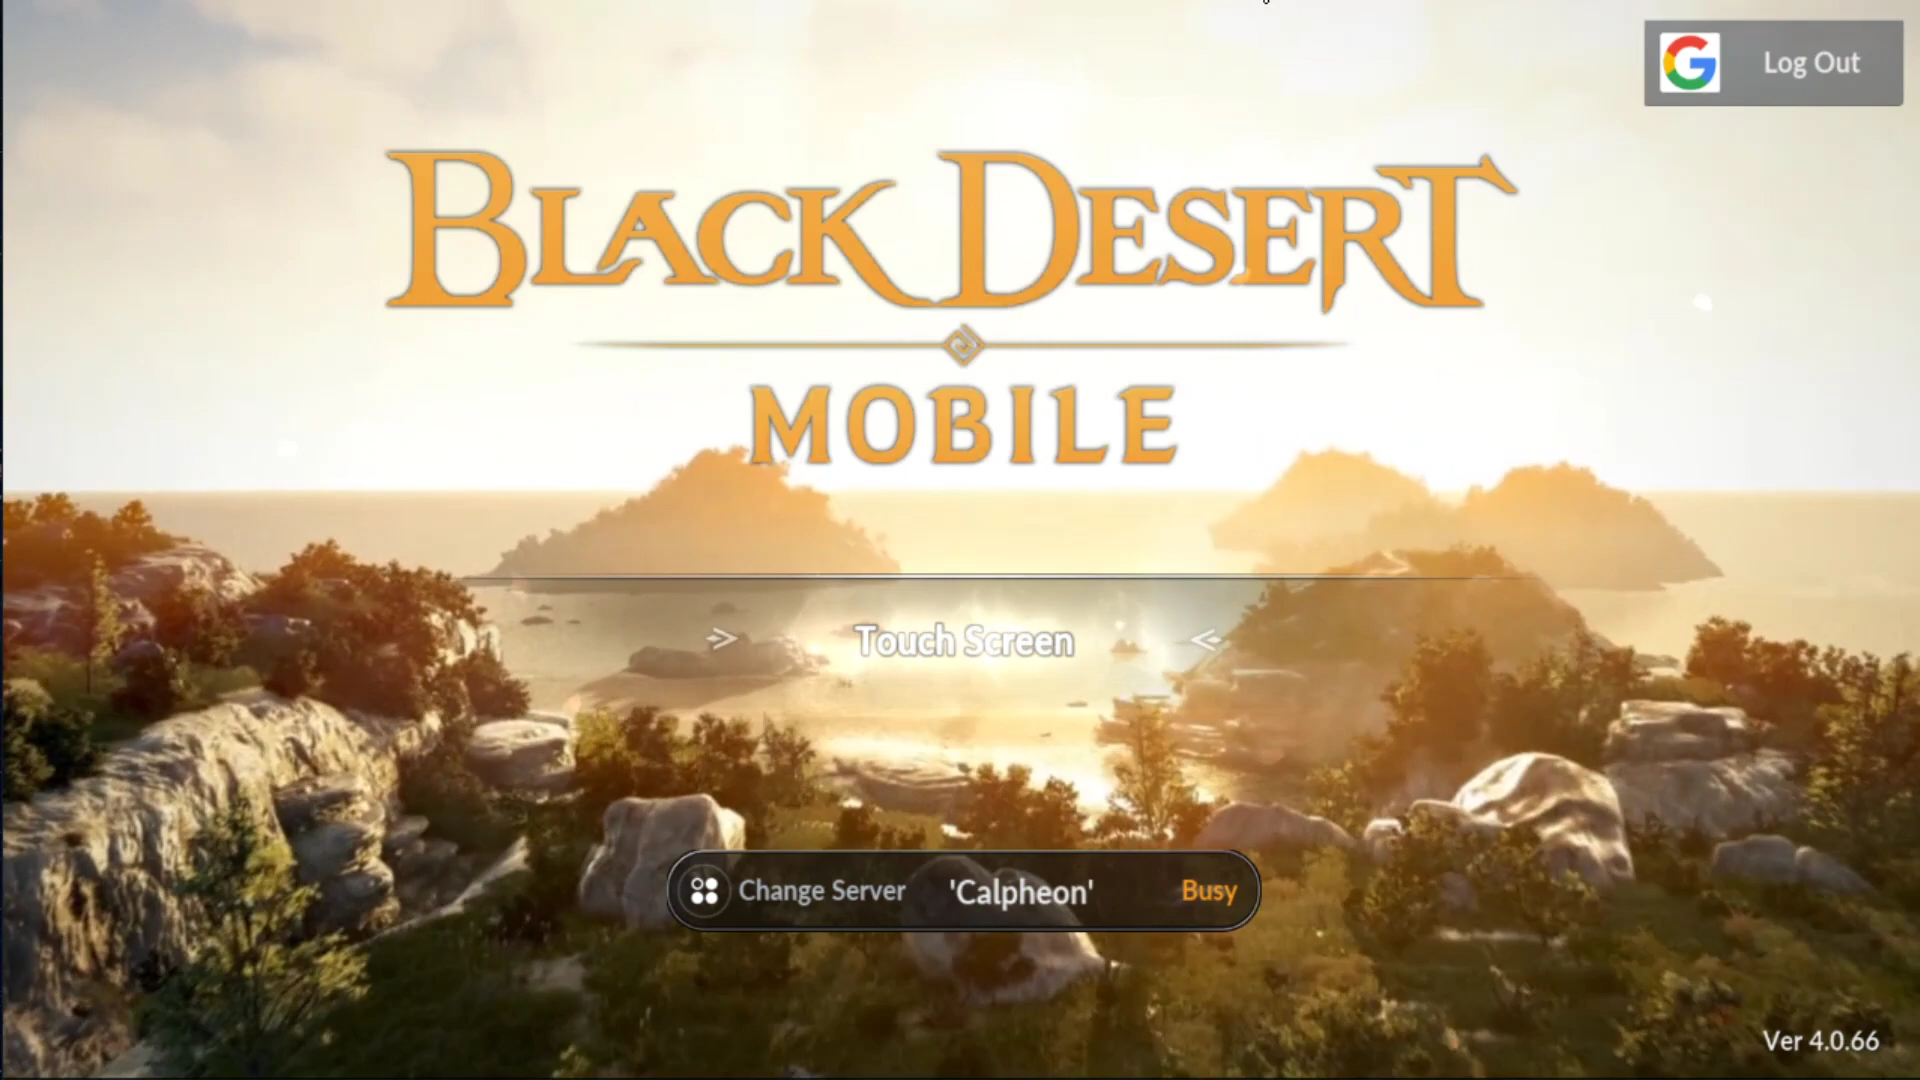 Log Out
BLACK DESERT
MOBILE
Touch Screen
Change Server 'Calpheon' Busy
Ver 4.0.66